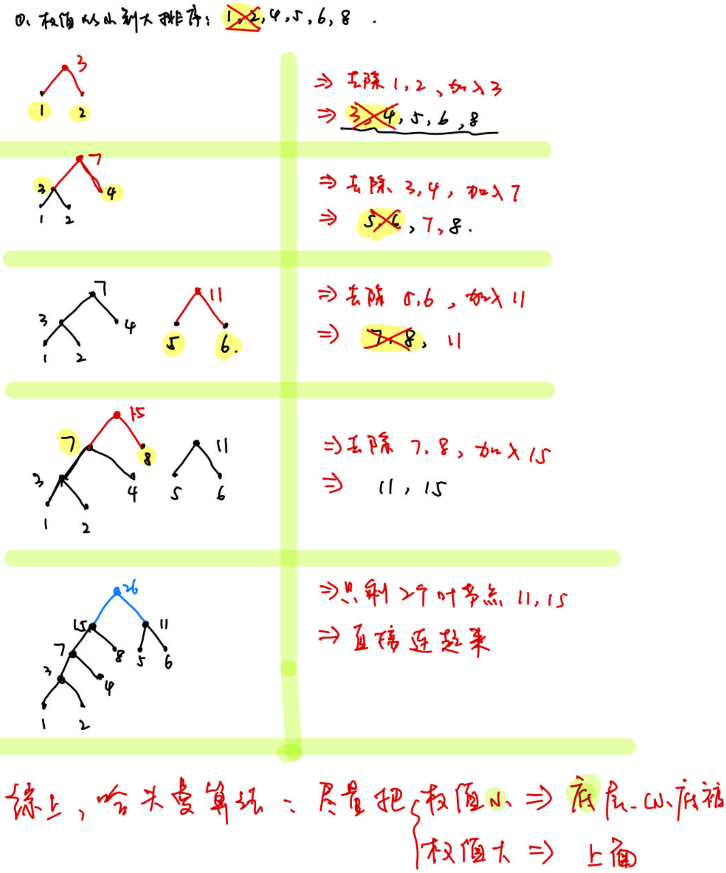 ①. 权值从小到大排序: 1,2,4,5,6,8.
3
1 2
⇒ 去除1,2,加入3
⇒ 3,4,5,6,8
7
3 4
1 2
⇒ 去除 3,4, 加入7
⇒ 5,6,7,8.
7 11
3 4 5 6.
1 2
⇒ 去除 5,6, 加入11
⇒ 7,8, 11
15
7 8 11
3 4 5 6
1 2
⇒ 去除 7,8, 加入15
⇒ 11, 15
26
15 11
7 8 5 6
3 4
1 2
⇒ 只剩2个叶节点 11,15
⇒ 直接连起来
综上,哈夫曼算法: 尽量把 权值小 ⇒ 底层
权值大 ⇒ 上面